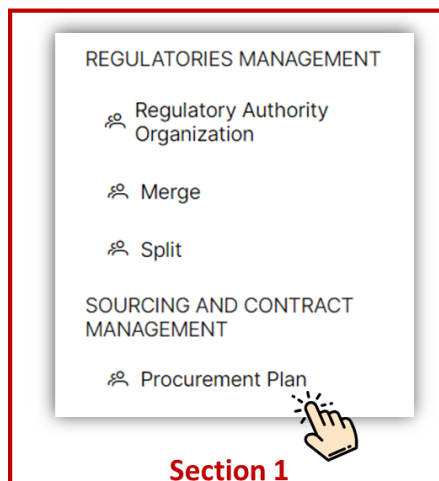 REGULATORIES MANAGEMENT
Regulatory Authority
Organization
Merge
Split
SOURCING AND CONTRACT
MANAGEMENT
Procurement Plan
Section 1